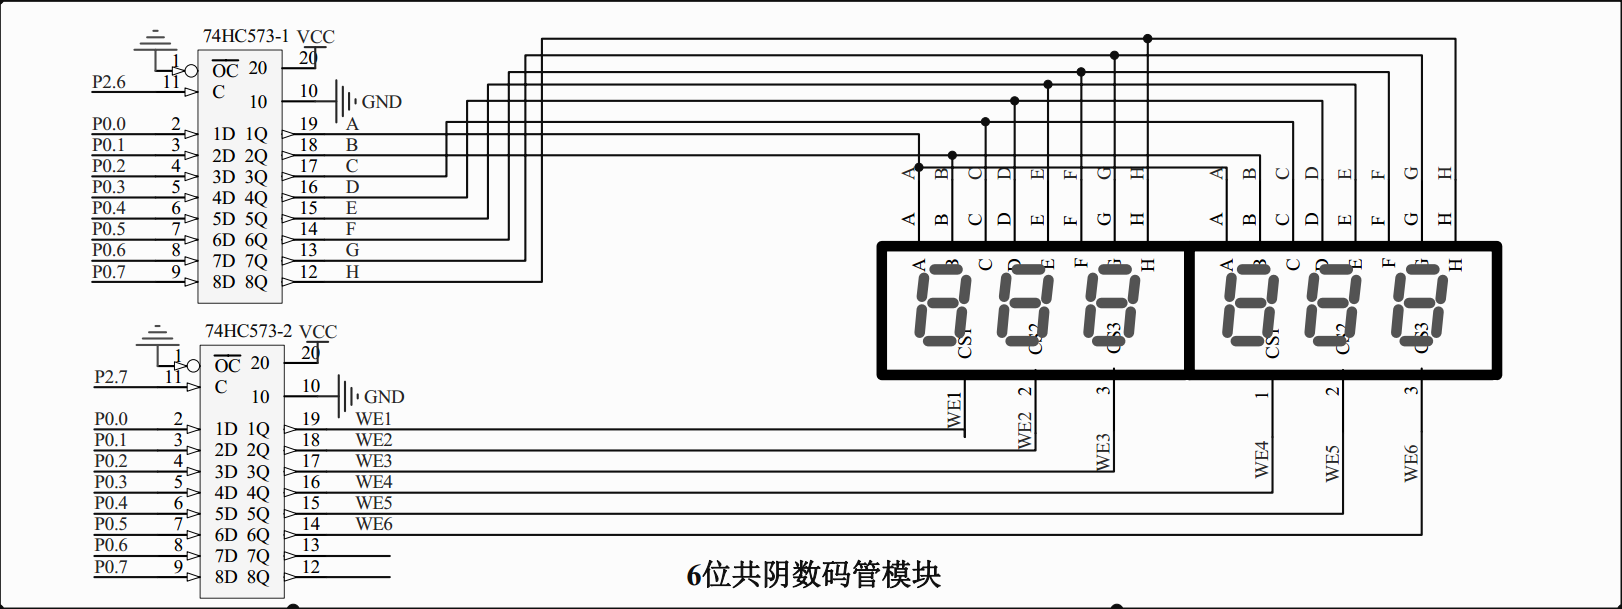 74HC573-1 VCC
1 20
OC 20
P2.6 11 C
10 10 GND
P0.0 2 1D 1Q 19 A
P0.1 3 2D 2Q 18 B
P0.2 4 3D 3Q 17 C
P0.3 5 4D 4Q 16 D
P0.4 6 5D 5Q 15 E
P0.5 7 6D 6Q 14 F
P0.6 8 7D 7Q 13 G
P0.7 9 8D 8Q 12 H
A B C D E F G H A B C D E F G H
A B C D E F G H A B C D E F G H
A B C D E F G H A B C D E F G H
CS1 CS2 CS3 CS1 CS2 CS3
1 2 3
2 3
WE1 WE2 WE3 WE4 WE5 WE6
74HC573-2 VCC
1 20
OC 20
P2.7 11 C
10 10 GND
P0.0 2 1D 1Q 19 WE1
P0.1 3 2D 2Q 18 WE2
P0.2 4 3D 3Q 17 WE3
P0.3 5 4D 4Q 16 WE4
P0.4 6 5D 5Q 15 WE5
P0.5 7 6D 6Q 14 WE6
P0.6 8 7D 7Q 13
P0.7 9 8D 8Q 12
6位共阴数码管模块